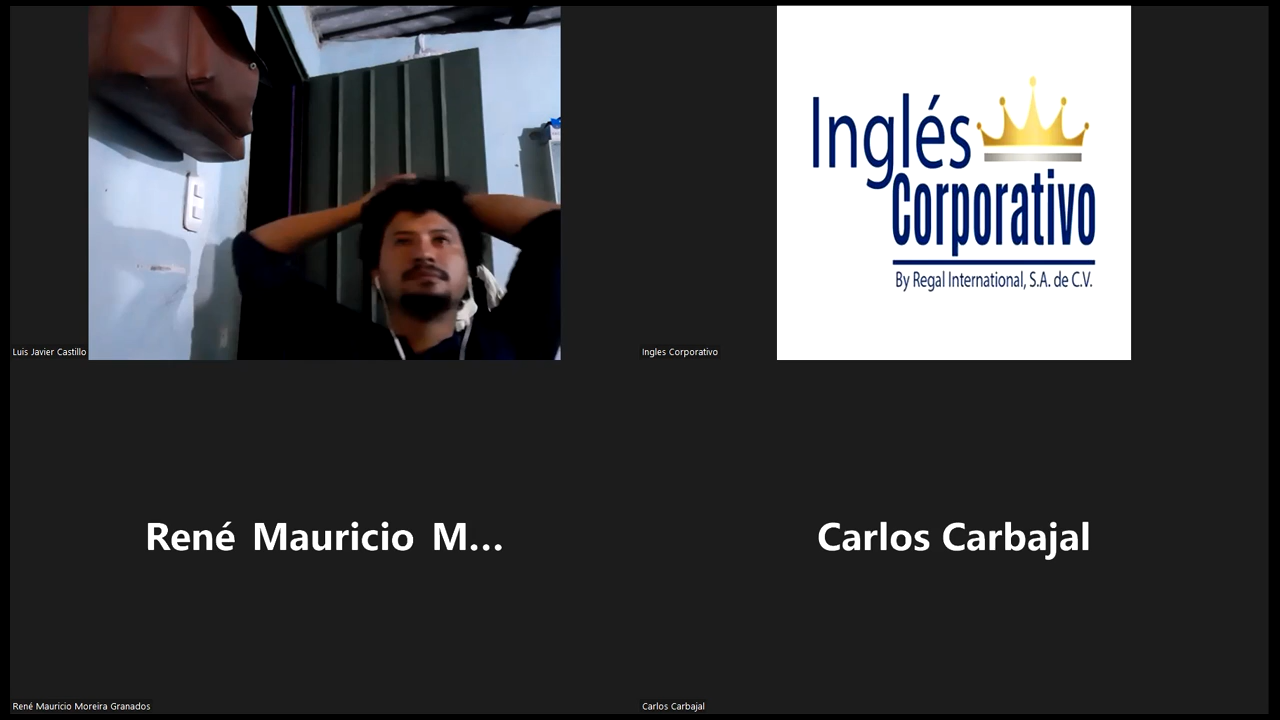 Inglés
Corporativo
By Regal International, S.A. de C.V.
Luis Javier Castillo
Ingles Corporativo
René Mauricio M...
Carlos Carbajal
René Mauricio Moreira Granados
Carlos Carbajal